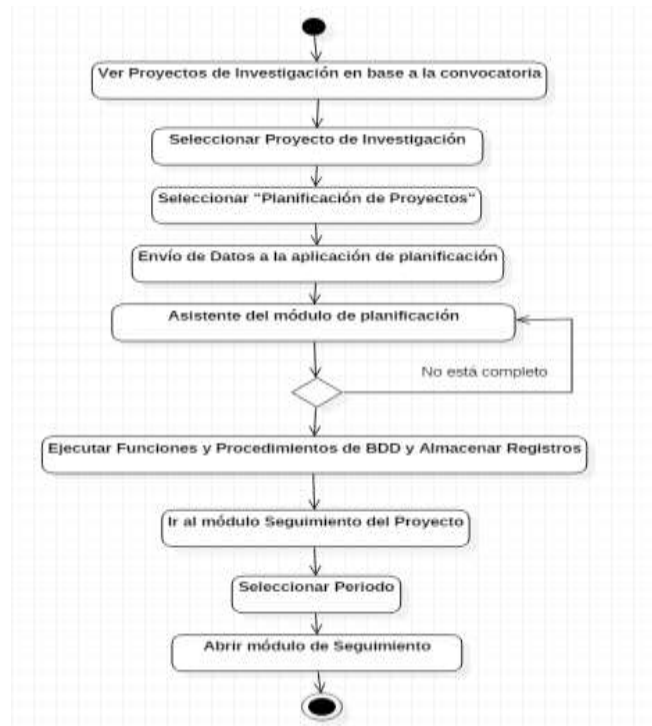 Ver Proyectos de Investigación en base a la convocatoria
Seleccionar Proyecto de Investigación
Seleccionar "Planificación de Proyectos"
Envío de Datos a la aplicación de planificación
Asistente del módulo de planificación
No está completo
Ejecutar Funciones y Procedimientos de BDD y Almacenar Registros
Ir al módulo Seguimiento del Proyecto
Seleccionar Periodo
Abrir módulo de Seguimiento